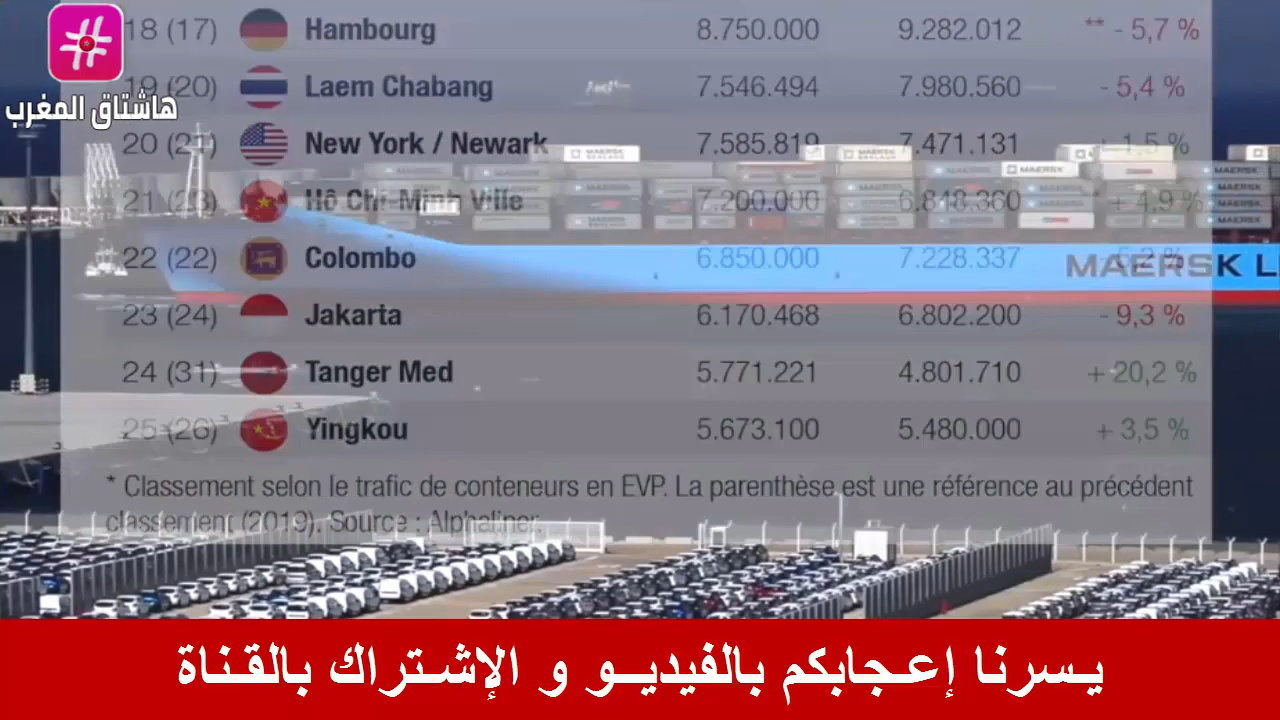 18 (17) Hambourg 8.750.000 9.282.012 ** - 5,7 %
19 (20) Laem Chabang 7.546.494 7.980.560 - 5,4 %
هاشتاق المغرب
20 (21) New York / Newark 7.585.819 7.471.131 + 1,5 %
21 (23) Hô Chi-Minh Ville 7.200.000 6.848.360 + 4,9 %
22 (22) Colombo 6.850.000 7.228.337 - 5,2 %
MAERSK
23 (24) Jakarta 6.170.468 6.802.200 - 9,3 %
24 (31) Tanger Med 5.771.221 4.801.710 + 20,2 %
25 (26) Yingkou 5.673.100 5.480.000 + 3,5 %
* Classement selon le trafic de conteneurs en EVP. La parenthèse est une référence au précédent
classement (2019). Source : Alphaliner.
يسرنا إعجابكم بالفيديو و الإشتراك بالقناة